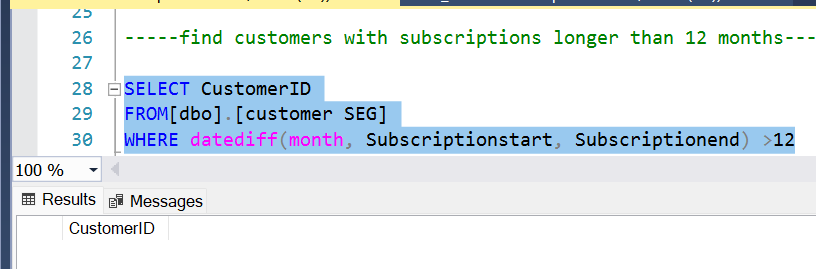 25
26 -----find customers with subscriptions longer than 12 months---
27
28 SELECT CustomerID
29 FROM[dbo].[customer SEG]
30 WHERE datediff(month, Subscriptionstart, Subscriptionend) >12
100 %
Results Messages
CustomerID